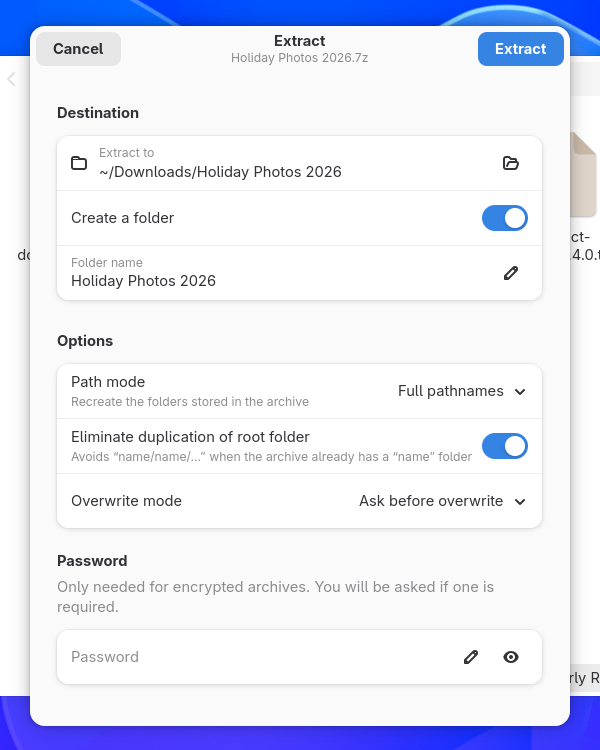 Cancel
Extract
Holiday Photos 2026.7z
Extract
Destination
Extract to
~/Downloads/Holiday Photos 2026
Create a folder
Folder name
Holiday Photos 2026
Options
Path mode
Recreate the folders stored in the archive
Full pathnames
Eliminate duplication of root folder
Avoids “name/name/…” when the archive already has a “name” folder
Overwrite mode
Ask before overwrite
Password
Only needed for encrypted archives. You will be asked if one is
required.
Password